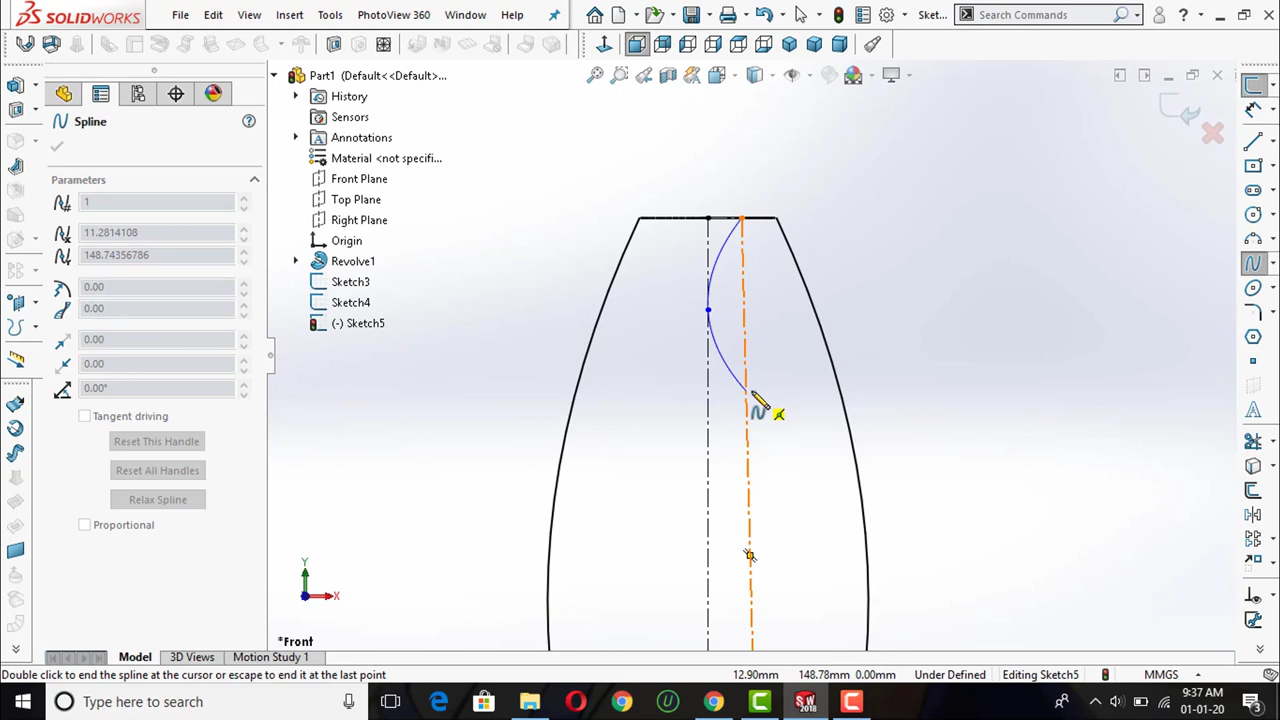 SOLIDWORKS File Edit View Insert Tools PhotoView 360 Window Help Sket... Search Commands ?
Part1 (Default<<Default>...
History
Sensors
Annotations
Material <not specifi...
Front Plane
Top Plane
Right Plane
Origin
Revolve1
Sketch3
Sketch4
(-) Sketch5
Spline
Parameters
1
11.2814108
148.74356786
0.00
0.00
0.00
0.00
0.00°
Tangent driving
Reset This Handle
Reset All Handles
Relax Spline
Proportional
Y
X
*Front
Model 3D Views Motion Study 1
Double click to end the spline at the cursor or escape to end it at the last point 12.90mm 148.78mm 0.00mm Under Defined Editing Sketch5 MMGS
Type here to search
SW 2018
9:37 AM
01-01-20
3